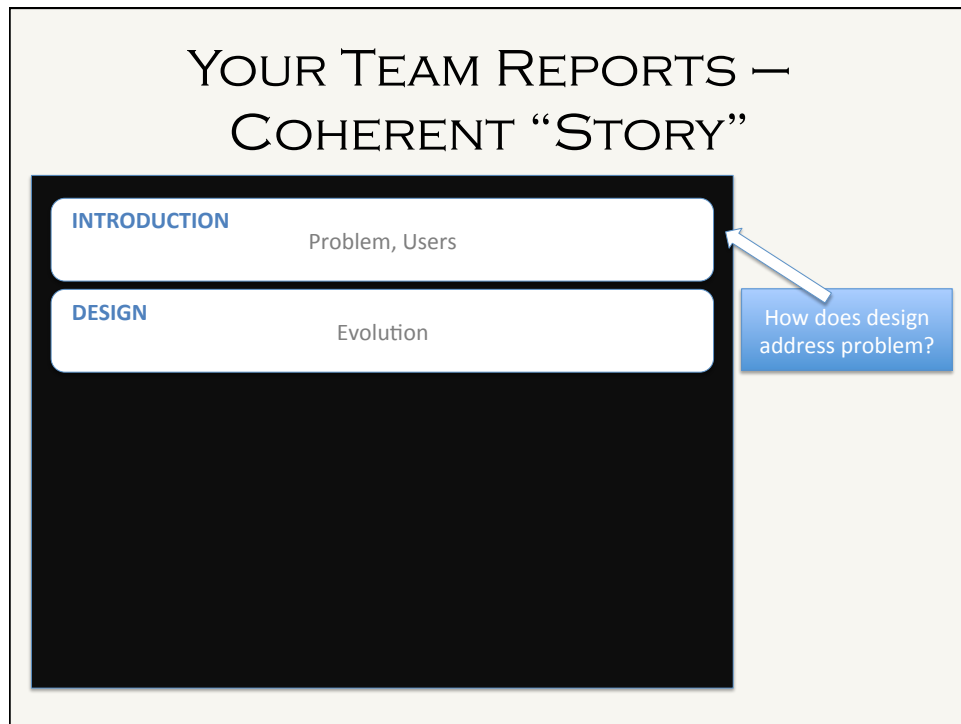 YOUR TEAM REPORTS –
COHERENT “STORY”
INTRODUCTION
Problem, Users
DESIGN
Evolution
How does design
address problem?